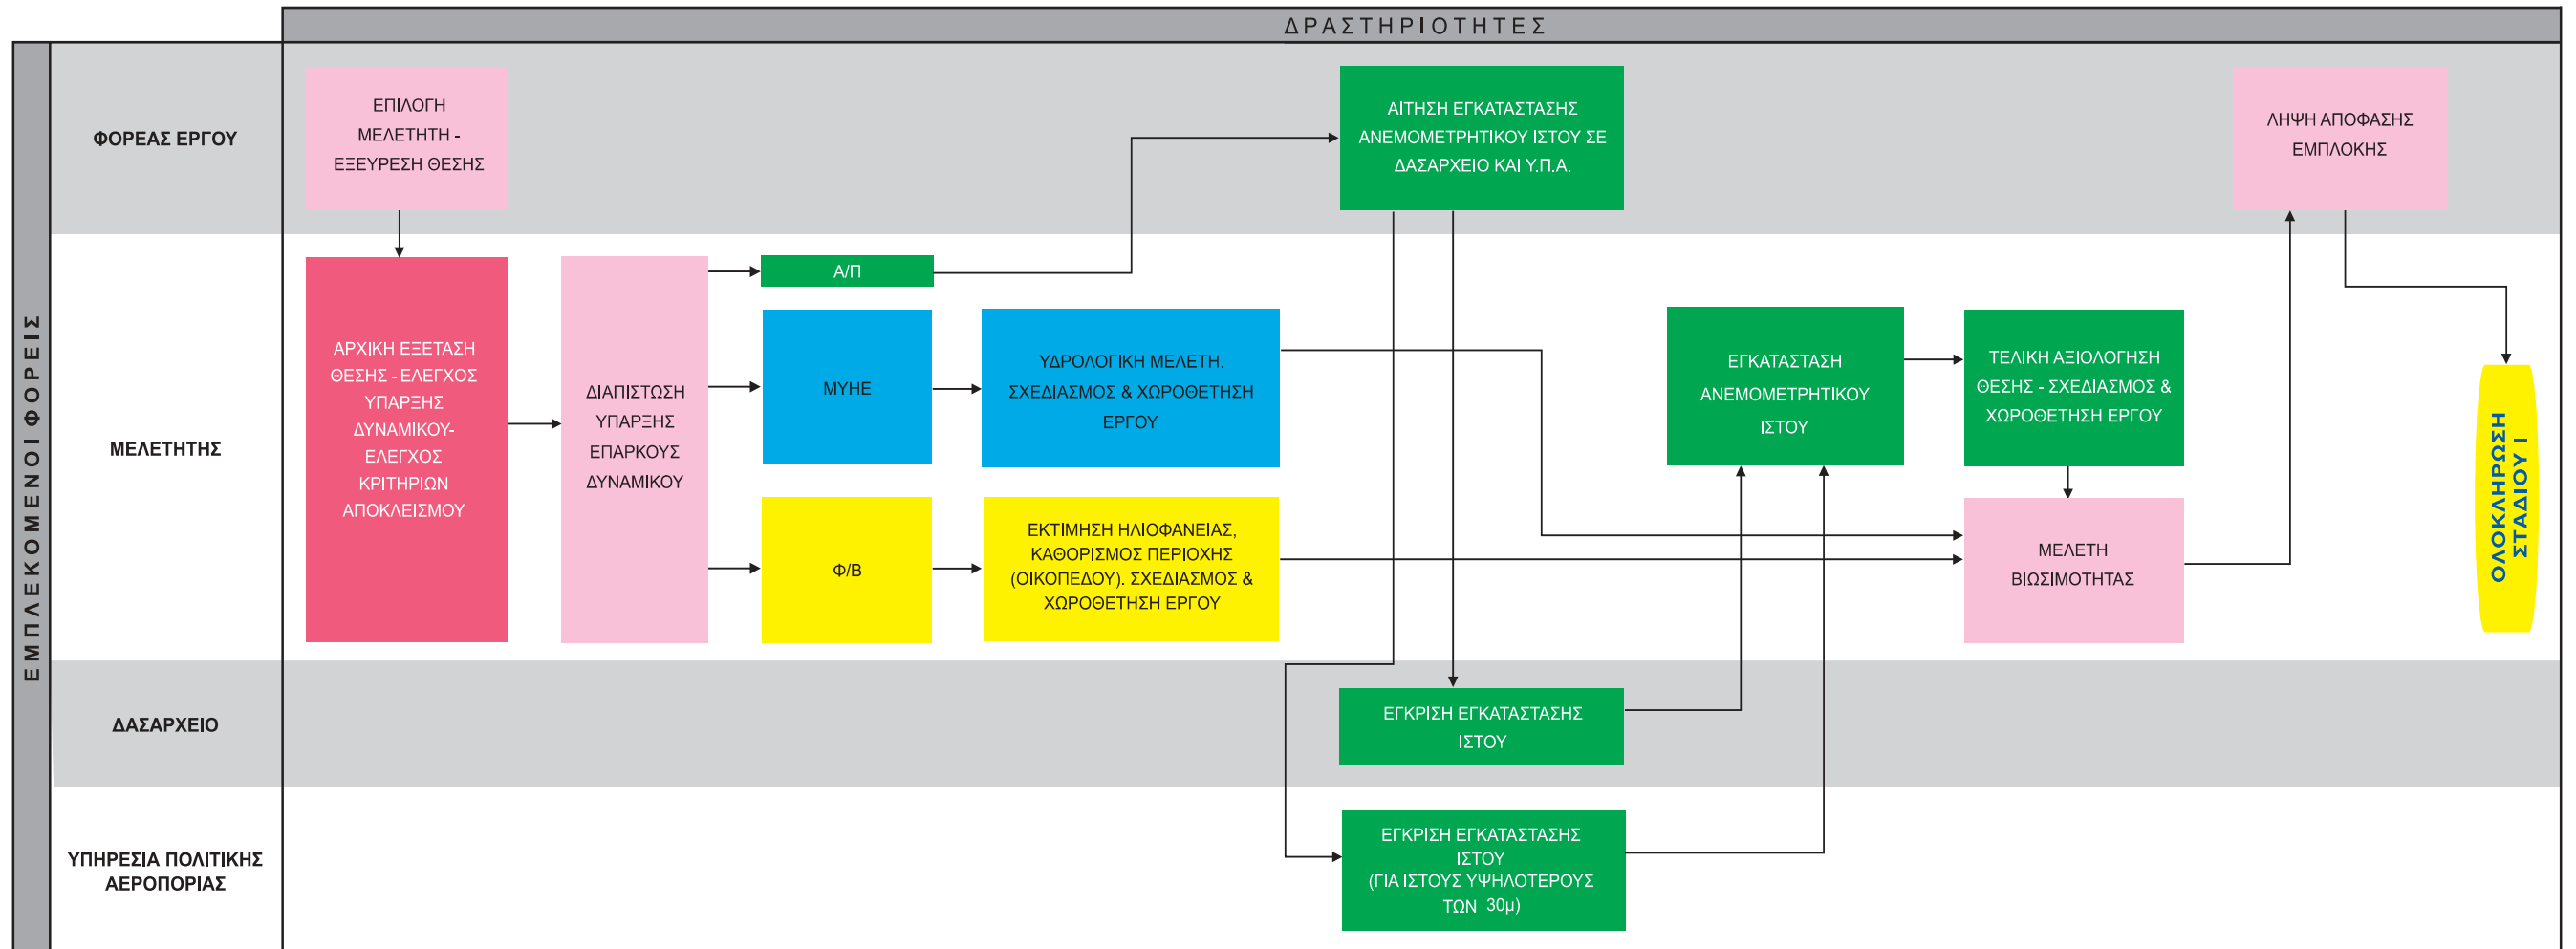 ΔΡΑΣΤΗΡΙΟΤΗΤΕΣ
ΕΜΠΛΕΚΟΜΕΝΟΙ ΦΟΡΕΙΣ
ΦΟΡΕΑΣ ΕΡΓΟΥ
ΕΠΙΛΟΓΗ
ΜΕΛΕΤΗΤΗ -
ΕΞΕΥΡΕΣΗ ΘΕΣΗΣ
ΑΙΤΗΣΗ ΕΓΚΑΤΑΣΤΑΣΗΣ
ΑΝΕΜΟΜΕΤΡΗΤΙΚΟΥ ΙΣΤΟΥ ΣΕ
ΔΑΣΑΡΧΕΙΟ ΚΑΙ Υ.Π.Α.
ΛΗΨΗ ΑΠΟΦΑΣΗΣ
ΕΜΠΛΟΚΗΣ
ΜΕΛΕΤΗΤΗΣ
ΑΡΧΙΚΗ ΕΞΕΤΑΣΗ
ΘΕΣΗΣ - ΕΛΕΓΧΟΣ
ΥΠΑΡΞΗΣ
ΔΥΝΑΜΙΚΟΥ-
ΕΛΕΓΧΟΣ
ΚΡΙΤΗΡΙΩΝ
ΑΠΟΚΛΕΙΣΜΟΥ
ΔΙΑΠΙΣΤΩΣΗ
ΥΠΑΡΞΗΣ
ΕΠΑΡΚΟΥΣ
ΔΥΝΑΜΙΚΟΥ
Α/Π
ΜΥΗΕ
ΥΔΡΟΛΟΓΙΚΗ ΜΕΛΕΤΗ.
ΣΧΕΔΙΑΣΜΟΣ & ΧΩΡΟΘΕΤΗΣΗ
ΕΡΓΟΥ
Φ/Β
ΕΚΤΙΜΗΣΗ ΗΛΙΟΦΑΝΕΙΑΣ,
ΚΑΘΟΡΙΣΜΟΣ ΠΕΡΙΟΧΗΣ
(ΟΙΚΟΠΕΔΟΥ). ΣΧΕΔΙΑΣΜΟΣ &
ΧΩΡΟΘΕΤΗΣΗ ΕΡΓΟΥ
ΕΓΚΑΤΑΣΤΑΣΗ
ΑΝΕΜΟΜΕΤΡΗΤΙΚΟΥ
ΙΣΤΟΥ
ΤΕΛΙΚΗ ΑΞΙΟΛΟΓΗΣΗ
ΘΕΣΗΣ - ΣΧΕΔΙΑΣΜΟΣ &
ΧΩΡΟΘΕΤΗΣΗ ΕΡΓΟΥ
ΜΕΛΕΤΗ
ΒΙΩΣΙΜΟΤΗΤΑΣ
ΟΛΟΚΛΗΡΩΣΗ
ΣΤΑΔΙΟΥ Ι
ΔΑΣΑΡΧΕΙΟ
ΕΓΚΡΙΣΗ ΕΓΚΑΤΑΣΤΑΣΗΣ
ΙΣΤΟΥ
ΥΠΗΡΕΣΙΑ ΠΟΛΙΤΙΚΗΣ
ΑΕΡΟΠΟΡΙΑΣ
ΕΓΚΡΙΣΗ ΕΓΚΑΤΑΣΤΑΣΗΣ
ΙΣΤΟΥ
(ΓΙΑ ΙΣΤΟΥΣ ΥΨΗΛΟΤΕΡΟΥΣ
ΤΩΝ 30μ)